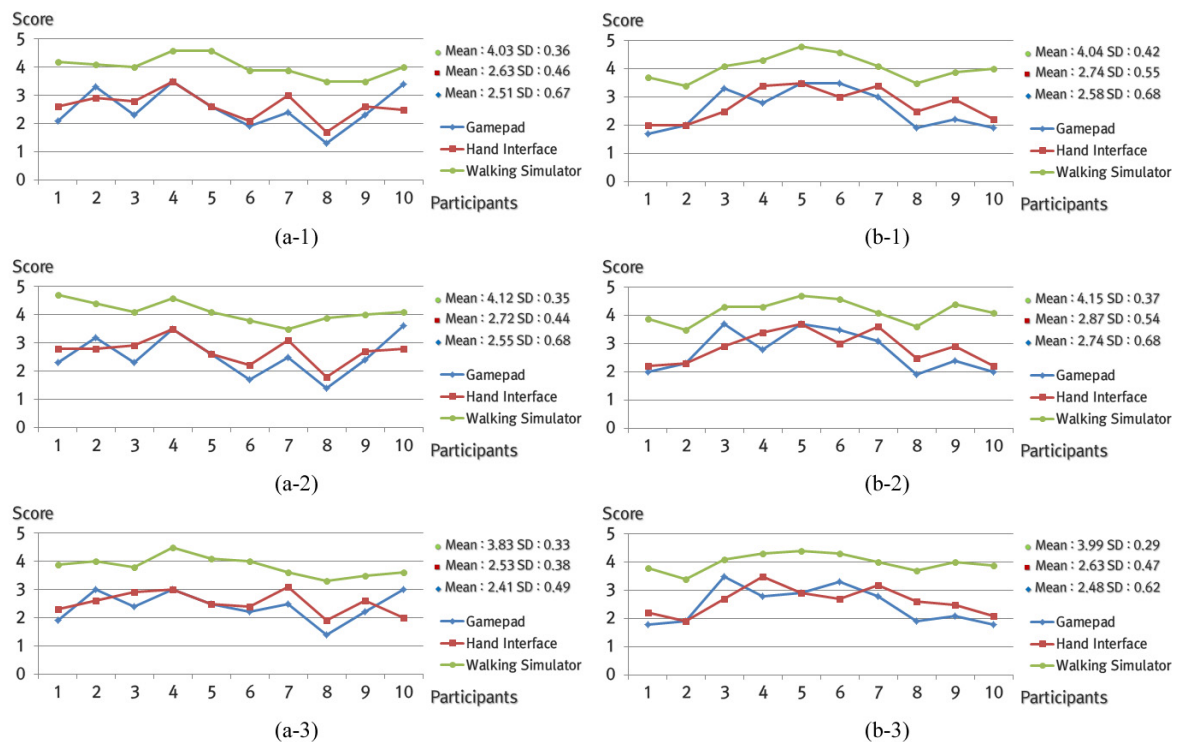 Score
5
4
3
2
1
0
1 2 3 4 5 6 7 8 9 10
Participants
Mean : 4.03 SD : 0.36
Mean : 2.63 SD : 0.46
Mean : 2.51 SD : 0.67
Gamepad
Hand Interface
Walking Simulator
(a-1)
Score
5
4
3
2
1
0
1 2 3 4 5 6 7 8 9 10
Participants
Mean : 4.04 SD : 0.42
Mean : 2.74 SD : 0.55
Mean : 2.58 SD : 0.68
Gamepad
Hand Interface
Walking Simulator
(b-1)
Score
5
4
3
2
1
0
1 2 3 4 5 6 7 8 9 10
Participants
Mean : 4.12 SD : 0.35
Mean : 2.72 SD : 0.44
Mean : 2.55 SD : 0.68
Gamepad
Hand Interface
Walking Simulator
(a-2)
Score
5
4
3
2
1
0
1 2 3 4 5 6 7 8 9 10
Participants
Mean : 4.15 SD : 0.37
Mean : 2.87 SD : 0.54
Mean : 2.74 SD : 0.68
Gamepad
Hand Interface
Walking Simulator
(b-2)
Score
5
4
3
2
1
0
1 2 3 4 5 6 7 8 9 10
Participants
Mean : 3.83 SD : 0.33
Mean : 2.53 SD : 0.38
Mean : 2.41 SD : 0.49
Gamepad
Hand Interface
Walking Simulator
(a-3)
Score
5
4
3
2
1
0
1 2 3 4 5 6 7 8 9 10
Participants
Mean : 3.99 SD : 0.29
Mean : 2.63 SD : 0.47
Mean : 2.48 SD : 0.62
Gamepad
Hand Interface
Walking Simulator
(b-3)